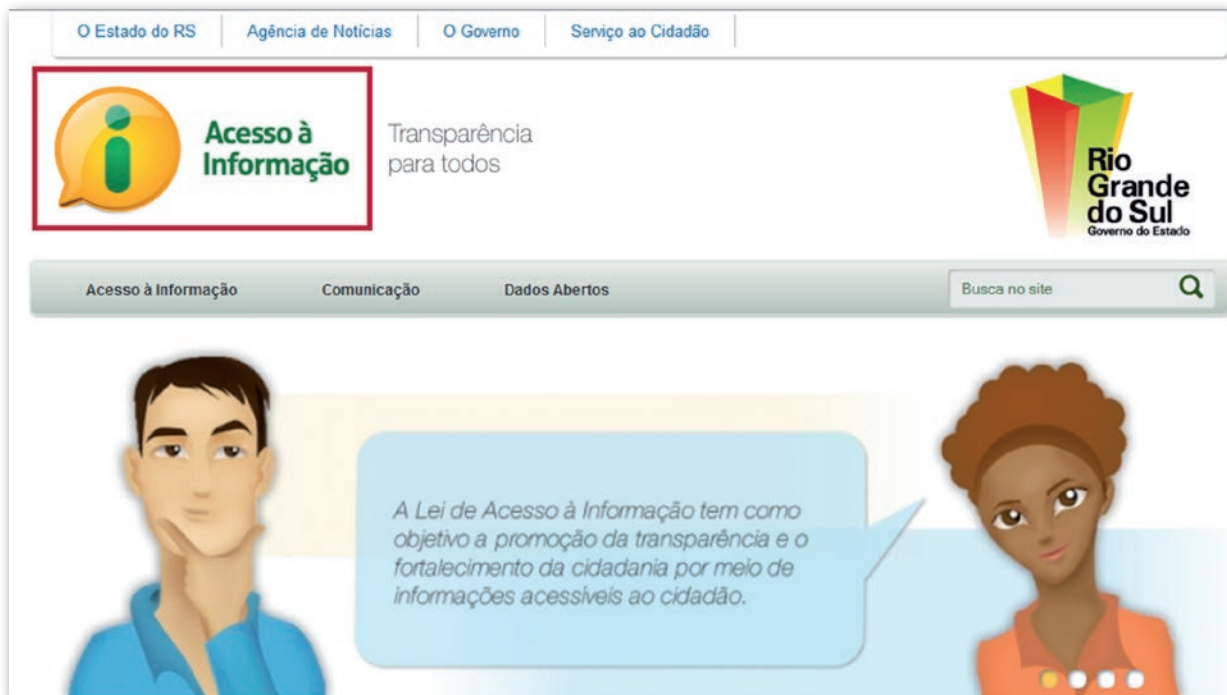 O Estado do RS
Agência de Notícias
O Governo
Serviço ao Cidadão
Acesso à
Informação
Transparência
para todos
Rio
Grande
do Sul
Governo do Estado
Acesso à Informação
Comunicação
Dados Abertos
Busca no site
A Lei de Acesso à Informação tem como
objetivo a promoção da transparência e o
fortalecimento da cidadania por meio de
informações acessíveis ao cidadão.